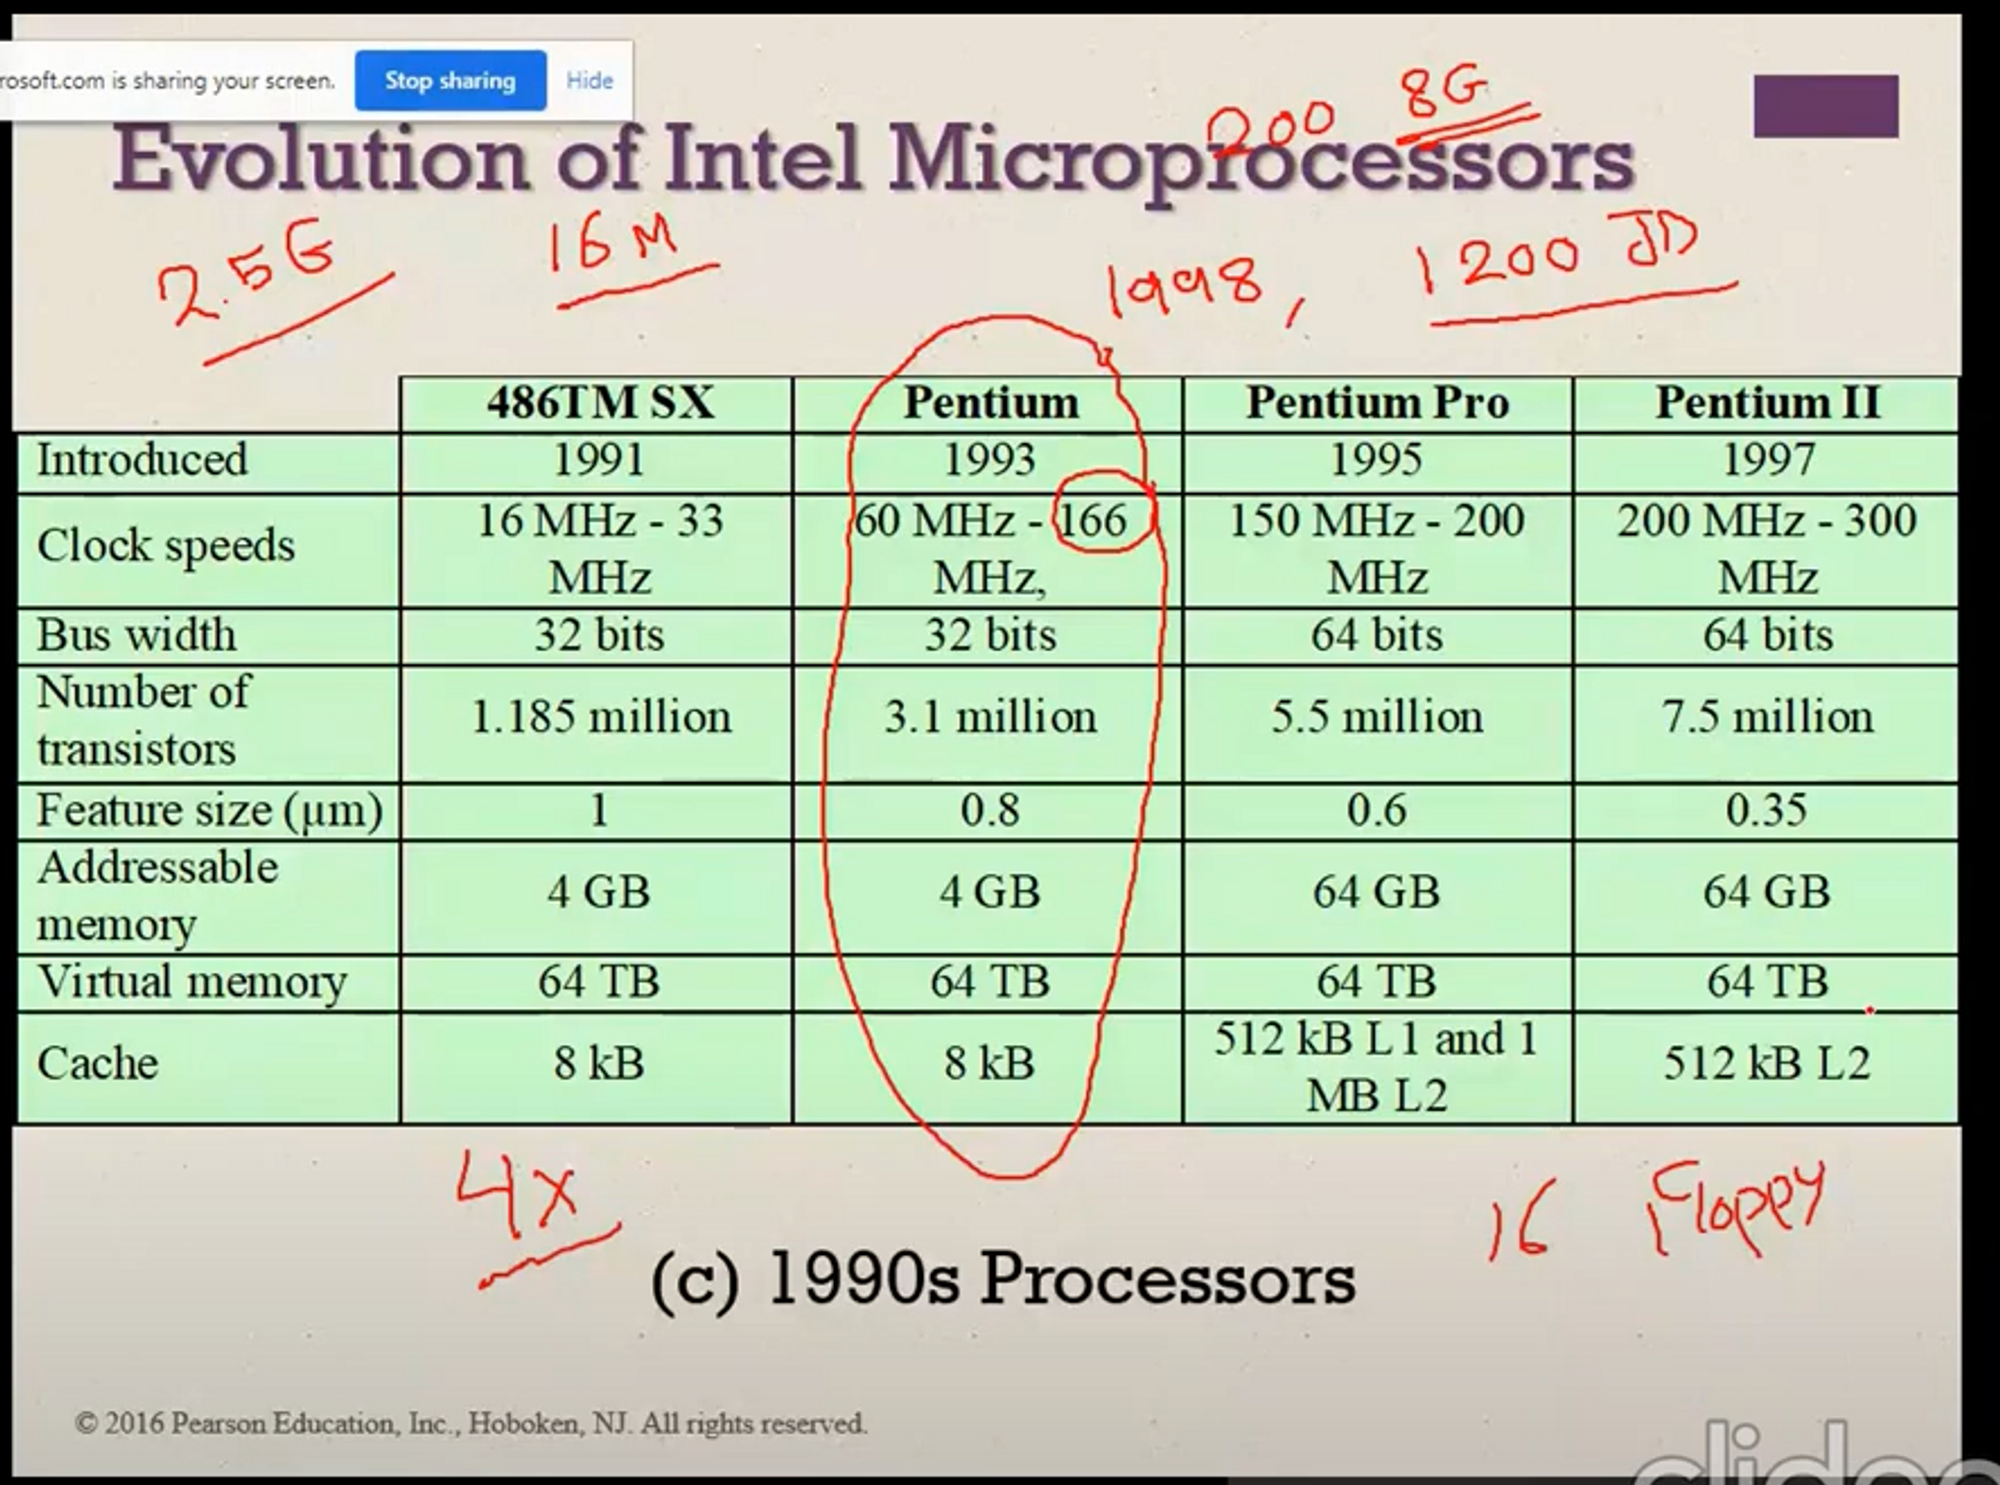 rosoft.com is sharing your screen. Stop sharing Hide
200 8G
Evolution of Intel Microprocessors
2.5G 16M 1998, 1200 JD
486TM SX Pentium Pentium Pro Pentium II
Introduced 1991 1993 1995 1997
Clock speeds 16 MHz - 33 MHz 60 MHz - 166 MHz, 150 MHz - 200 MHz 200 MHz - 300 MHz
Bus width 32 bits 32 bits 64 bits 64 bits
Number of transistors 1.185 million 3.1 million 5.5 million 7.5 million
Feature size (µm) 1 0.8 0.6 0.35
Addressable memory 4 GB 4 GB 64 GB 64 GB
Virtual memory 64 TB 64 TB 64 TB 64 TB
Cache 8 kB 8 kB 512 kB L1 and 1 MB L2 512 kB L2
4x 16 Floppy
(c) 1990s Processors
© 2016 Pearson Education, Inc., Hoboken, NJ. All rights reserved.